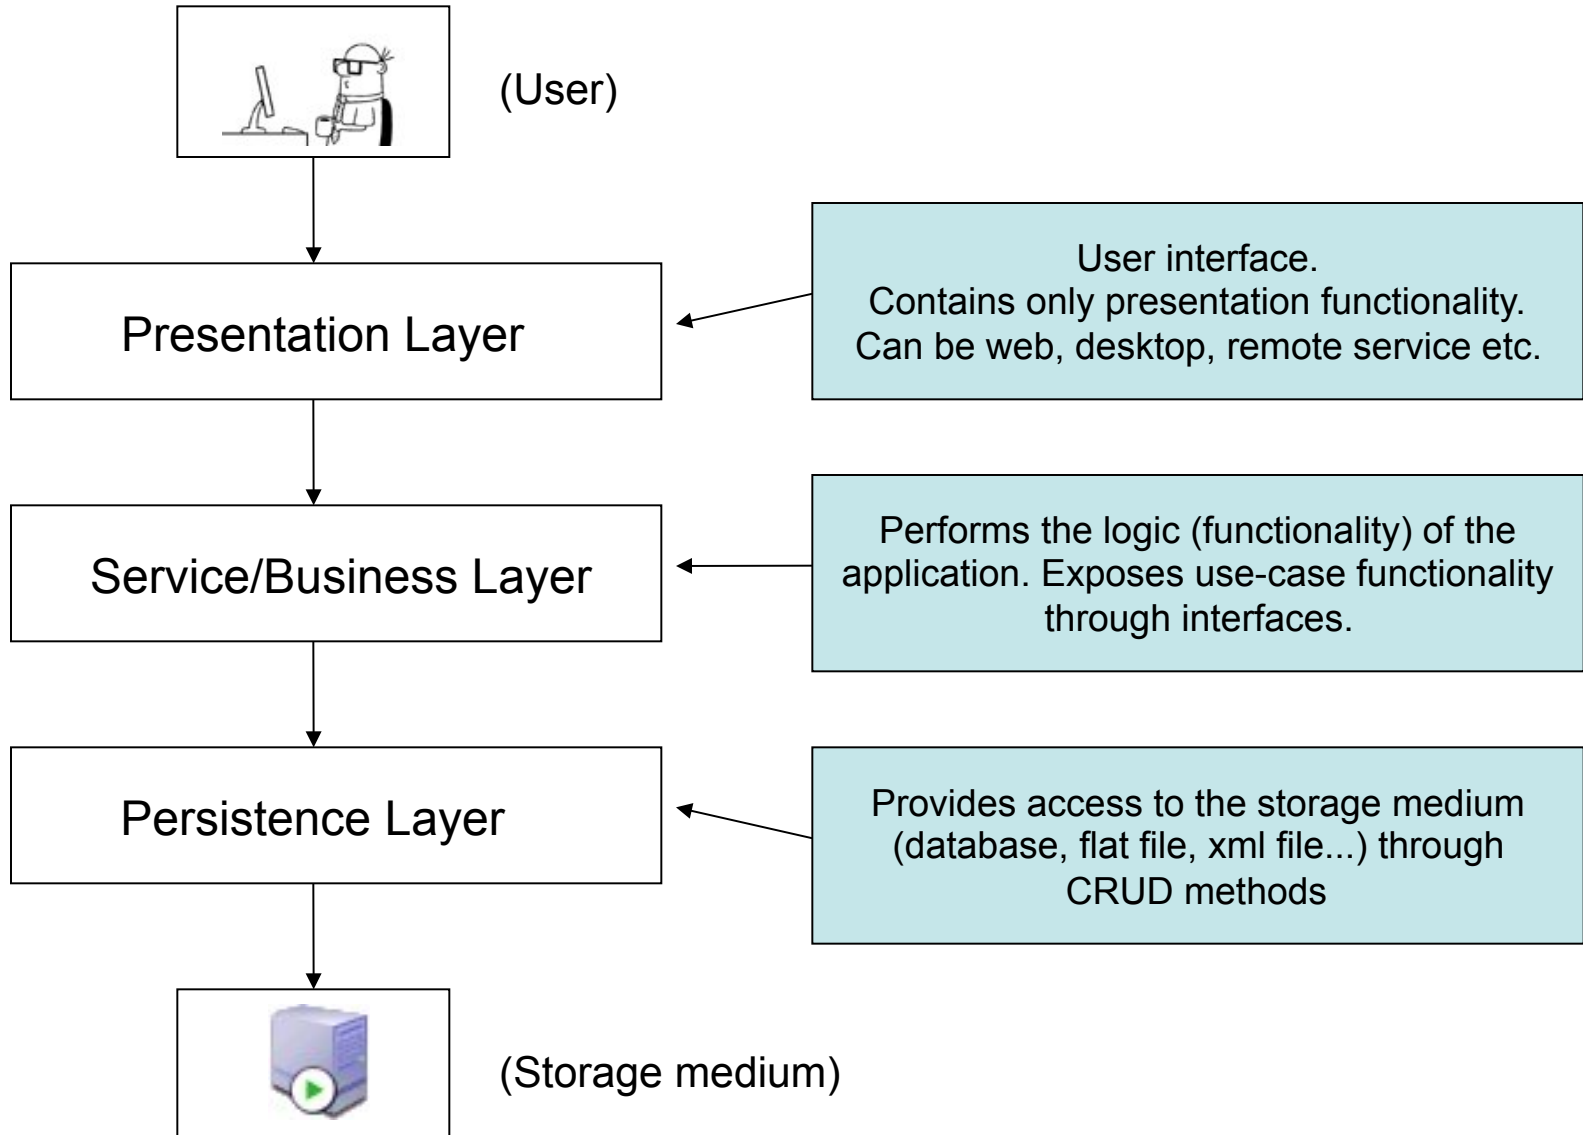 (User)
User interface.
Contains only presentation functionality.
Can be web, desktop, remote service etc.
Presentation Layer
Performs the logic (functionality) of the
application. Exposes use-case functionality
through interfaces.
Service/Business Layer
Provides access to the storage medium
(database, flat file, xml file...) through
CRUD methods
Persistence Layer
(Storage medium)